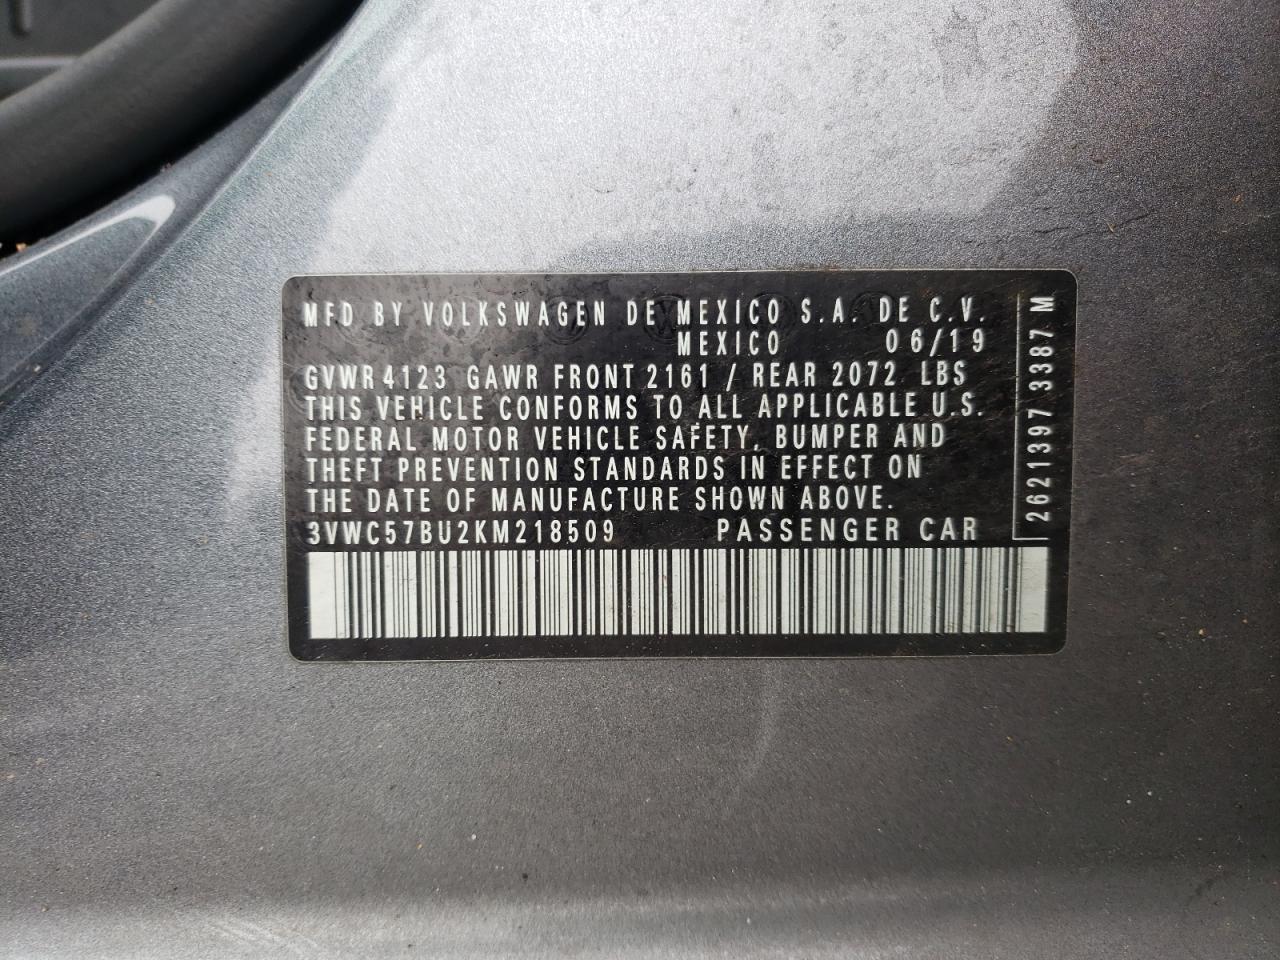 MFD BY VOLKSWAGEN DE MEXICO S.A. DE C.V.
MEXICO 06/19
GVWR 4123 GAWR FRONT 2161 / REAR 2072 LBS
THIS VEHICLE CONFORMS TO ALL APPLICABLE U.S.
FEDERAL MOTOR VEHICLE SAFETY, BUMPER AND
THEFT PREVENTION STANDARDS IN EFFECT ON
THE DATE OF MANUFACTURE SHOWN ABOVE.
3VWC57BU2KM218509 PASSENGER CAR
2621397 3387 M